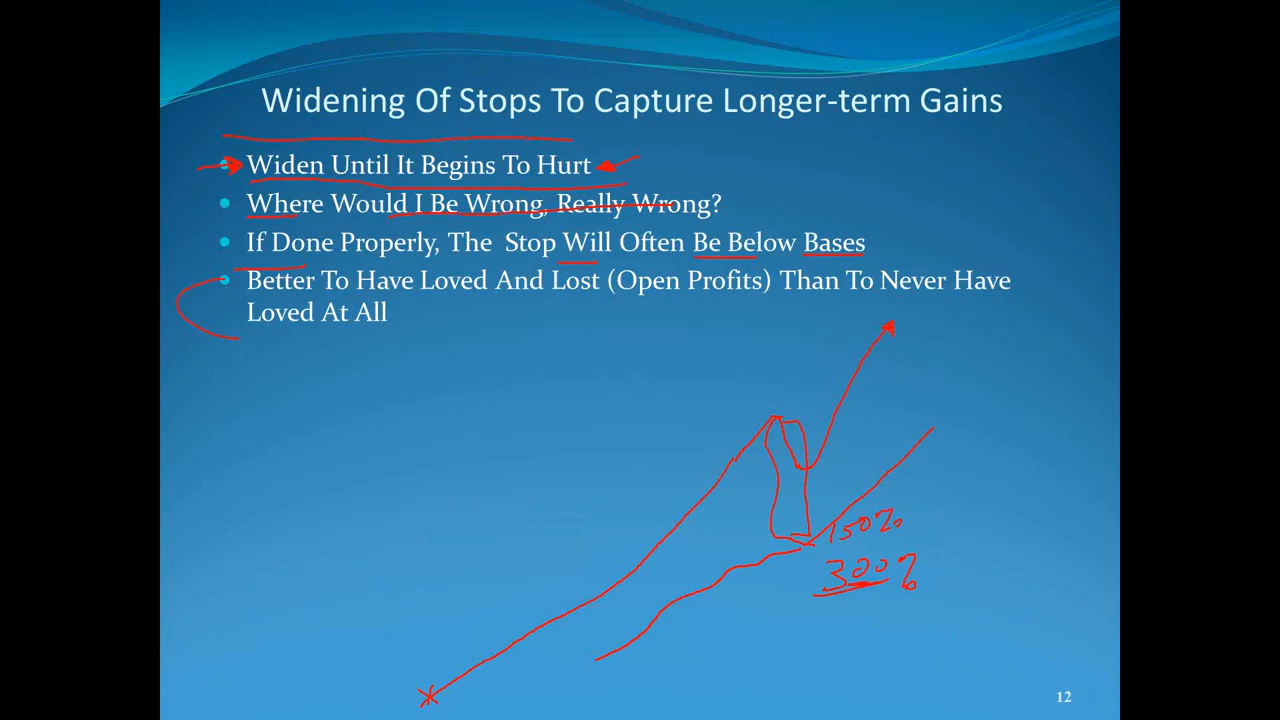 Widening Of Stops To Capture Longer-term Gains
Widen Until It Begins To Hurt
Where Would I Be Wrong, Really Wrong?
If Done Properly, The Stop Will Often Be Below Bases
Better To Have Loved And Lost (Open Profits) Than To Never Have
Loved At All
150%
300%
12